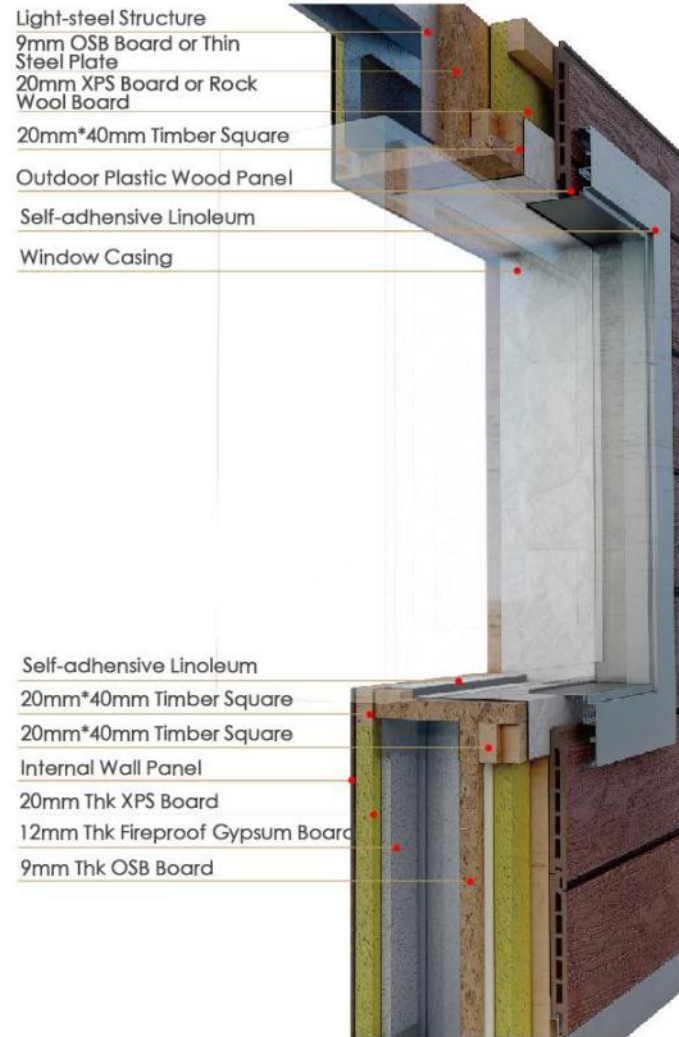 Light-steel Structure
9mm OSB Board or Thin
Steel Plate
20mm XPS Board or Rock
Wool Board
20mm*40mm Timber Square
Outdoor Plastic Wood Panel
Self-adhensive Linoleum
Window Casing
Self-adhensive Linoleum
20mm*40mm Timber Square
20mm*40mm Timber Square
Internal Wall Panel
20mm Thk XPS Board
12mm Thk Fireproof Gypsum Board
9mm Thk OSB Board